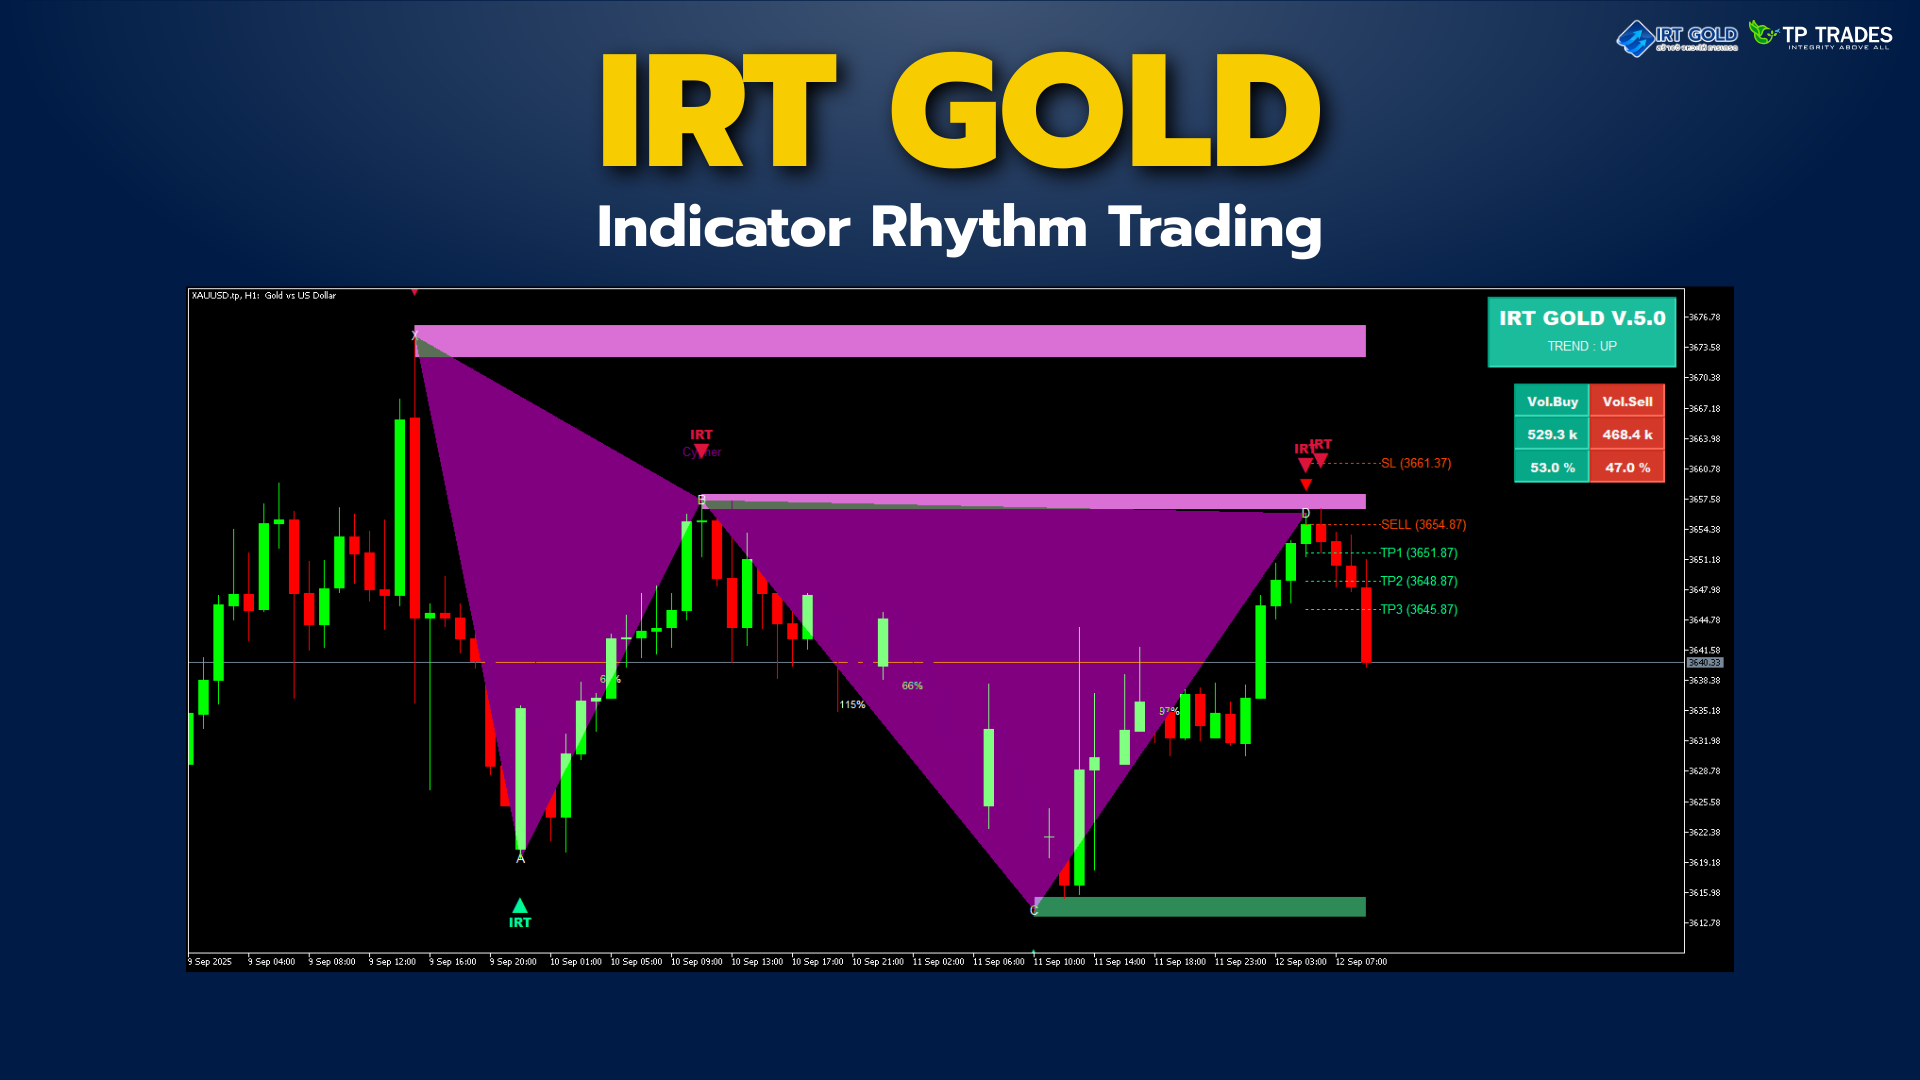 IRT GOLD
TP TRADES
INTEGRITY ABOVE ALL
IRT GOLD
Indicator Rhythm Trading
XAUUSD.tp, H1: Gold vs US Dollar
IRT GOLD V.5.0
TREND : UP
Vol.Buy Vol.Sell
529.3 k 468.4 k
53.0 % 47.0 %
X
IRT
B
IRT
IRT
D
SL (3661.37)
SELL (3654.87)
TP1 (3651.87)
TP2 (3648.87)
TP3 (3645.87)
115%
66%
97%
A
IRT
C
3676.78
3673.58
3670.38
3667.18
3663.98
3660.78
3657.58
3654.38
3651.18
3647.98
3644.78
3641.58
3640.33
3638.38
3635.18
3631.98
3628.78
3625.58
3622.38
3619.18
3615.98
3612.78
9 Sep 2025 9 Sep 04:00 9 Sep 08:00 9 Sep 12:00 9 Sep 16:00 9 Sep 20:00 10 Sep 01:00 10 Sep 05:00 10 Sep 09:00 10 Sep 13:00 10 Sep 17:00 10 Sep 21:00 11 Sep 02:00 11 Sep 06:00 11 Sep 10:00 11 Sep 14:00 11 Sep 18:00 11 Sep 23:00 12 Sep 03:00 12 Sep 07:00